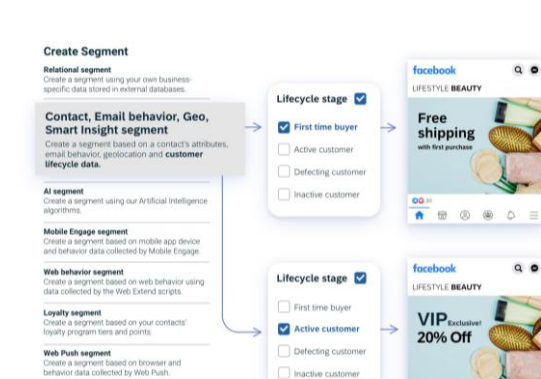 Create Segment
Relational segment
Create a segment using your own business-
specific data stored in external databases.
Contact, Email behavior, Geo,
Smart Insight segment
Create a segment based on a contact's attributes,
email behavior, geolocation and customer
lifecycle data.
AI segment
Create a segment using our Artificial Intelligence
algorithms.
Mobile Engage segment
Create a segment based on mobile app device
and behavior data collected by Mobile Engage.
Web behavior segment
Create a segment based on web behavior using
data collected by the Web Extend scripts.
Loyalty segment
Create a segment based on your contacts'
loyalty program tiers and points.
Web Push segment
Create a segment based on browser and
behavior data collected by Web Push.
Lifecycle stage
First time buyer
Active customer
Defecting customer
Inactive customer
facebook
LIFESTYLE BEAUTY
Free
shipping
with first purchase
Lifecycle stage
First time buyer
Active customer
Defecting customer
Inactive customer
facebook
LIFESTYLE BEAUTY
VIP Exclusive!
20% Off